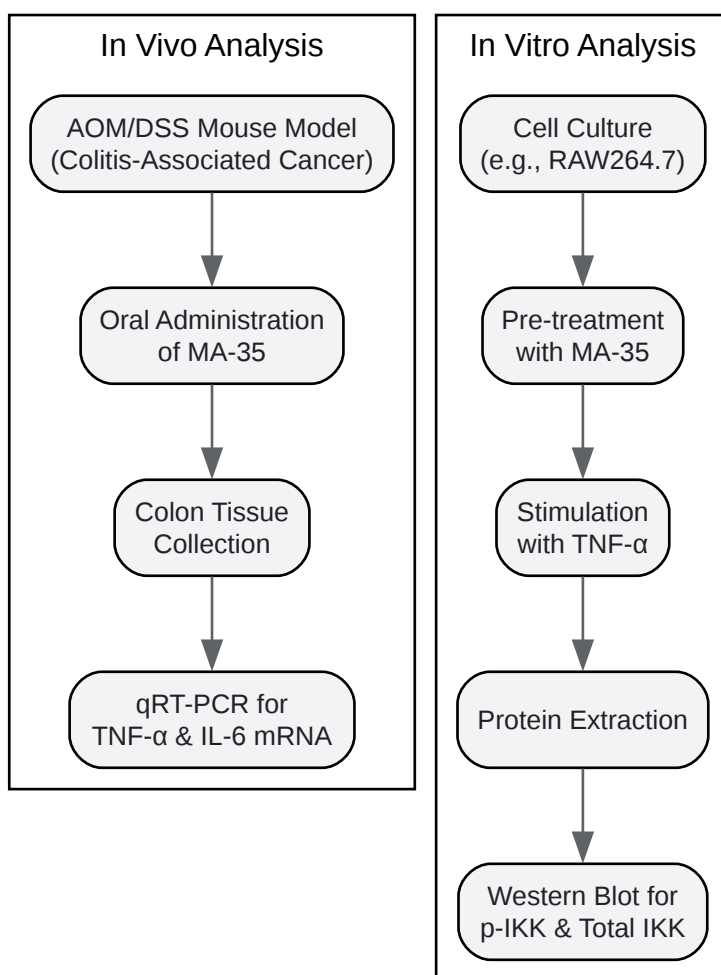 In Vivo Analysis
AOM/DSS Mouse Model
(Colitis-Associated Cancer)
Oral Administration
of MA-35
Colon Tissue
Collection
qRT-PCR for
TNF-α & IL-6 mRNA
In Vitro Analysis
Cell Culture
(e.g., RAW264.7)
Pre-treatment
with MA-35
Stimulation
with TNF-α
Protein Extraction
Western Blot for
p-IKK & Total IKK